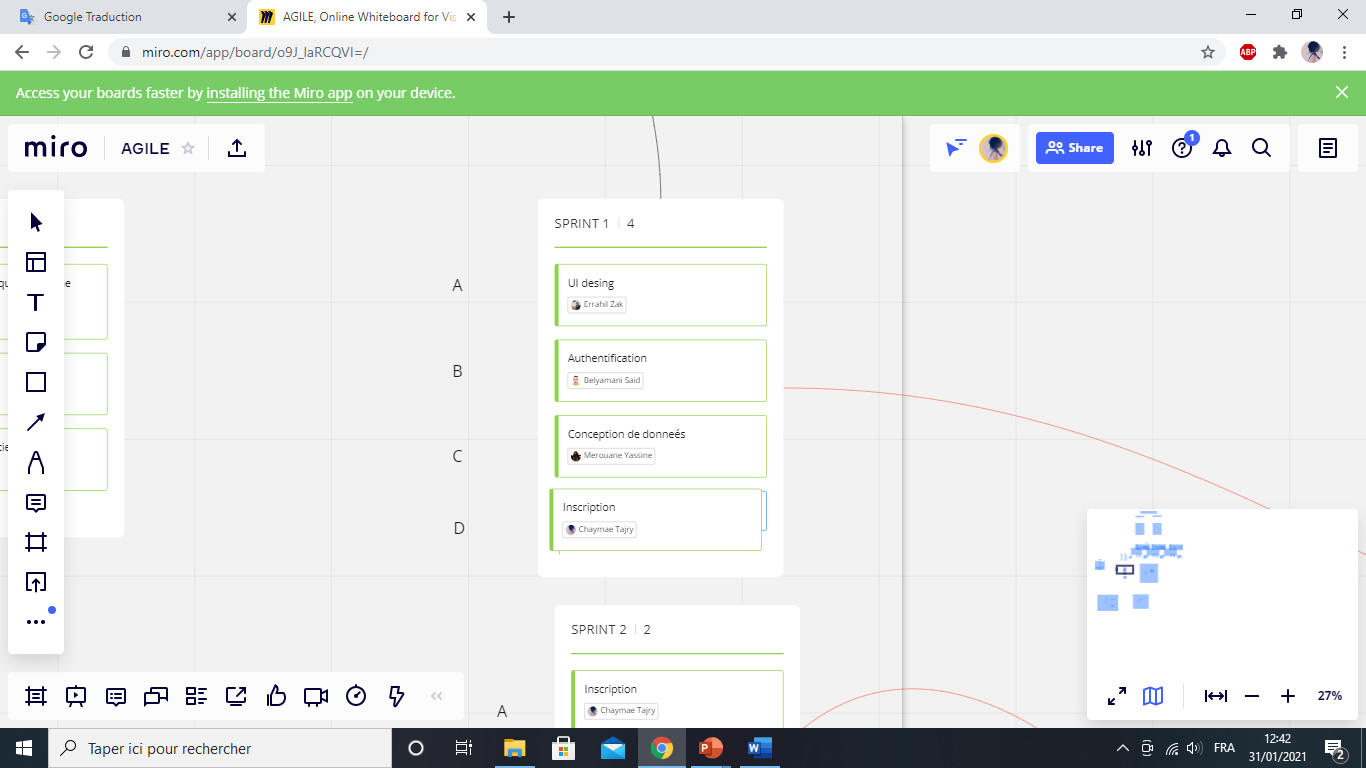 Google Traduction
AGILE, Online Whiteboard for Vis
miro.com/app/board/o9J_laRCQVI=/
ABP
Access your boards faster by installing the Miro app on your device.
miro
AGILE
Share
1
SPRINT 1 | 4
A
UI desing
Errahil Zak
B
Authentification
Belyamani Said
C
Conception de donneés
Merouane Yassine
D
Inscription
Chaymae Tajry
SPRINT 2 | 2
A
Inscription
Chaymae Tajry
27%
Taper ici pour rechercher
FRA
12:42
31/01/2021
2